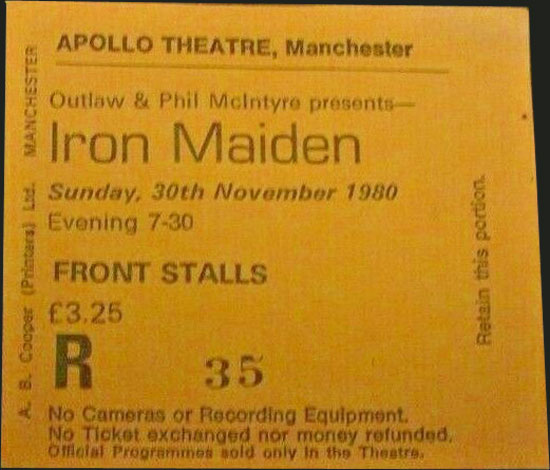 APOLLO THEATRE, Manchester
Outlaw & Phil McIntyre presents—
Iron Maiden
Sunday, 30th November 1980
Evening 7-30
FRONT STALLS
£3.25
R 35
No Cameras or Recording Equipment.
No Ticket exchanged nor money refunded.
Official Programmes sold only in the Theatre.
A. B. Cooper (Printers) Ltd. MANCHESTER
Retain this portion.